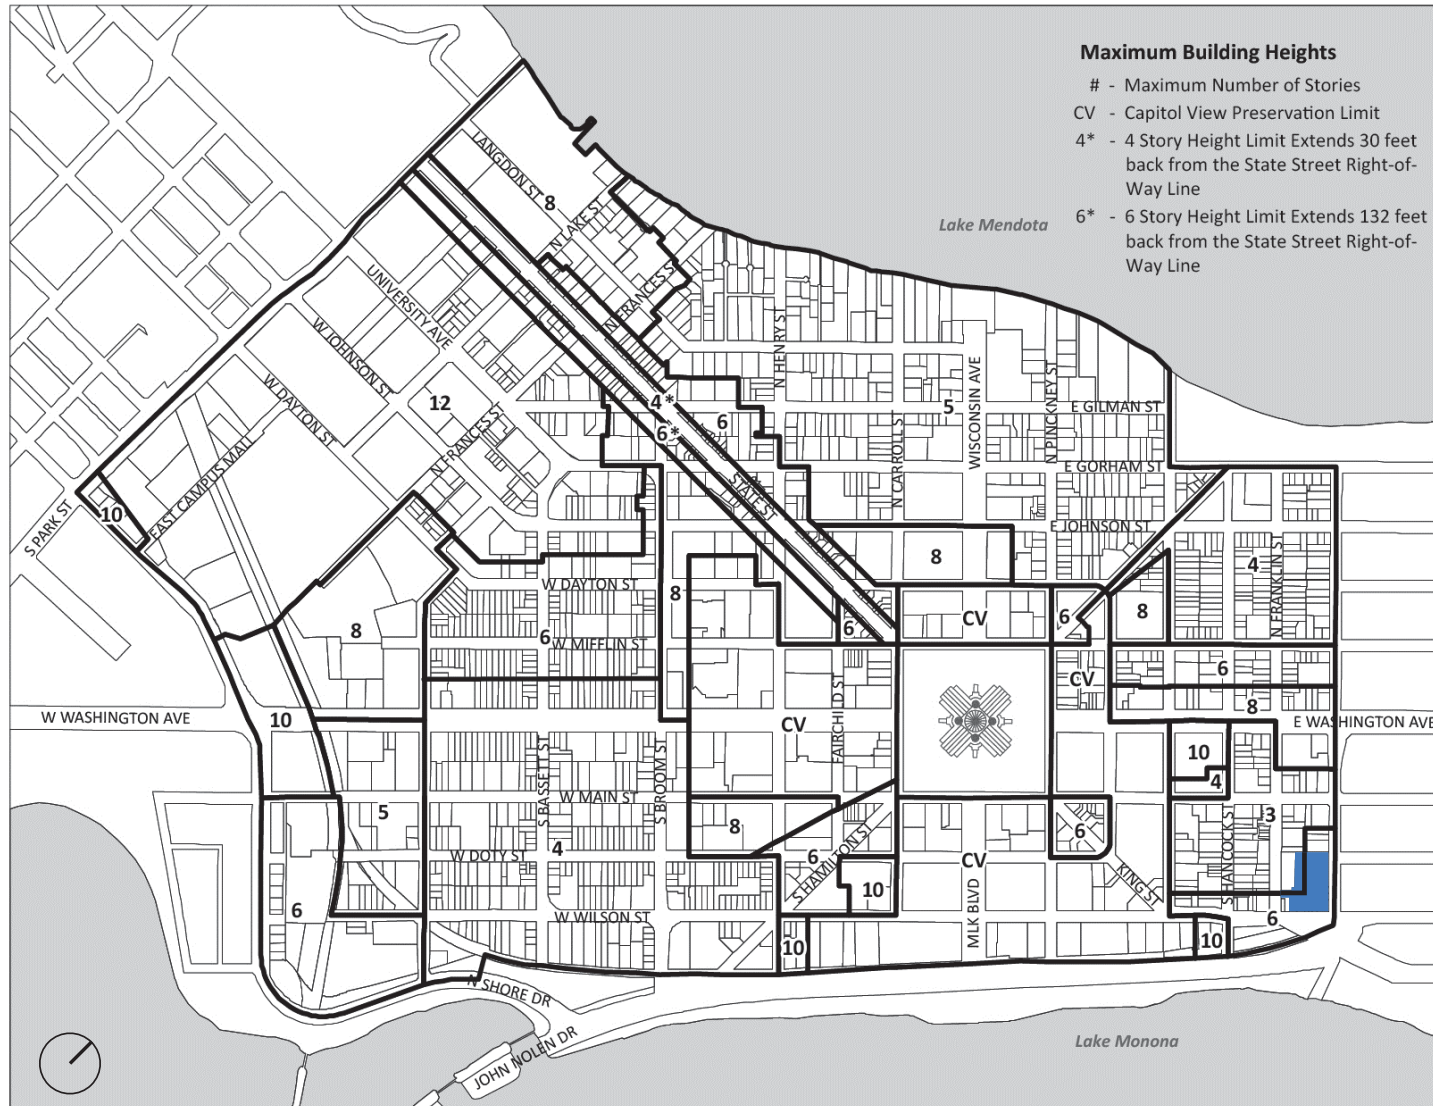 Maximum Building Heights
# - Maximum Number of Stories
CV - Capitol View Preservation Limit
4* - 4 Story Height Limit Extends 30 feet
back from the State Street Right-of-
Way Line
6* - 6 Story Height Limit Extends 132 feet
back from the State Street Right-of-
Way Line
Lake Mendota
LANGDON ST
8
N LAKE ST
N FRANCES ST
UNIVERSITY AVE
W JOHNSON ST
W DAYTON ST
12
N FRANCES ST
EAST CAMPUS MALL
S PARK ST
10
4*
6*
6
STATE ST
N HENRY ST
N CARROLL S
WISCONSIN AVE
N PINCKNEY ST
5
E GILMAN ST
E GORHAM ST
E JOHNSON ST
8
4
N FRANKLIN ST
W DAYTON ST
8
6
W MIFFLIN ST
8
6
CV
6
8
6
CV
8
W WASHINGTON AVE
10
CV
FAIRCHILD ST
E WASHINGTON AVE
10
4
S BASSETT ST
S BROOM ST
W MAIN ST
5
8
6
S HANCOCK S
3
W DOTY ST
4
6
S HAMILTON ST
10
CV
MLK BLVD
KING ST
6
W WILSON ST
6
10
10
N SHORE DR
JOHN NOLEN DR
Lake Monona